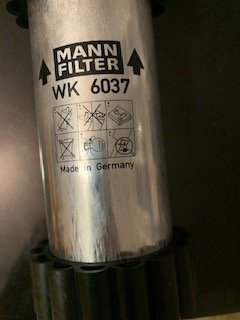 MANN
FILTER
WK 6037
Made in Germany